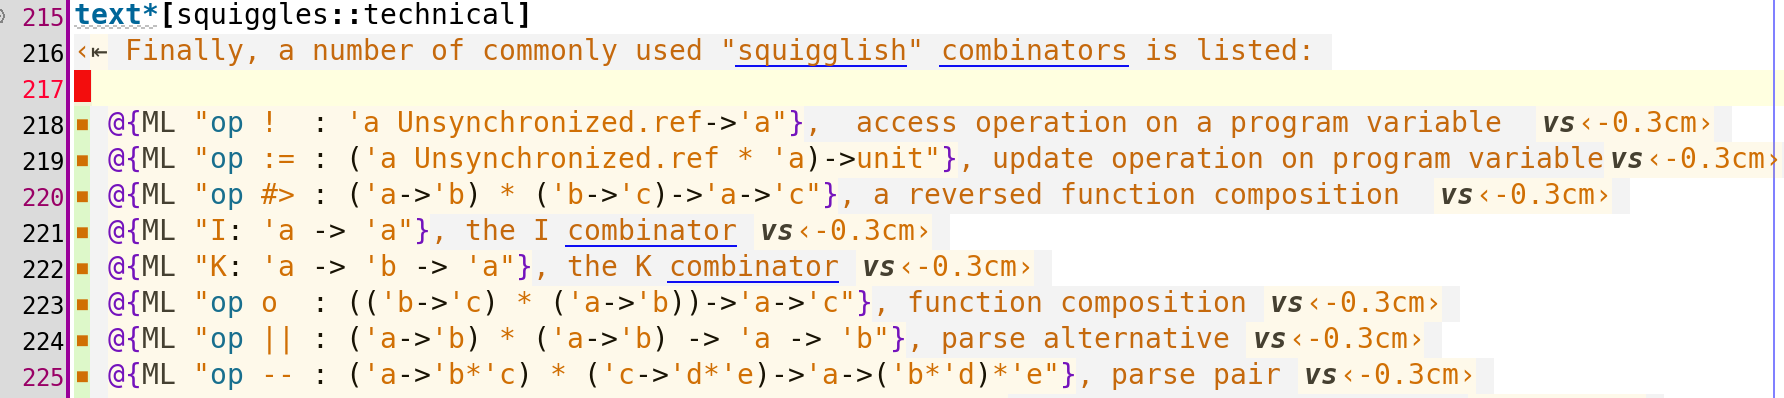 215 text*[squiggles::technical]
216 ‹⇤ Finally, a number of commonly used "squigglish" combinators is listed:
217
218 ▪ @{ML "op !  : 'a Unsynchronized.ref->'a"},  access operation on a program variable  vs‹-0.3cm›
219 ▪ @{ML "op := : ('a Unsynchronized.ref * 'a)->unit"}, update operation on program variable vs‹-0.3cm›
220 ▪ @{ML "op #> : ('a->'b) * ('b->'c)->'a->'c"}, a reversed function composition  vs‹-0.3cm›
221 ▪ @{ML "I: 'a -> 'a"}, the I combinator vs‹-0.3cm›
222 ▪ @{ML "K: 'a -> 'b -> 'a"}, the K combinator vs‹-0.3cm›
223 ▪ @{ML "op o  : (('b->'c) * ('a->'b))->'a->'c"}, function composition vs‹-0.3cm›
224 ▪ @{ML "op || : ('a->'b) * ('a->'b) -> 'a -> 'b"}, parse alternative vs‹-0.3cm›
225 ▪ @{ML "op -- : ('a->'b*'c) * ('c->'d*'e)->'a->('b*'d)*'e"}, parse pair vs‹-0.3cm›